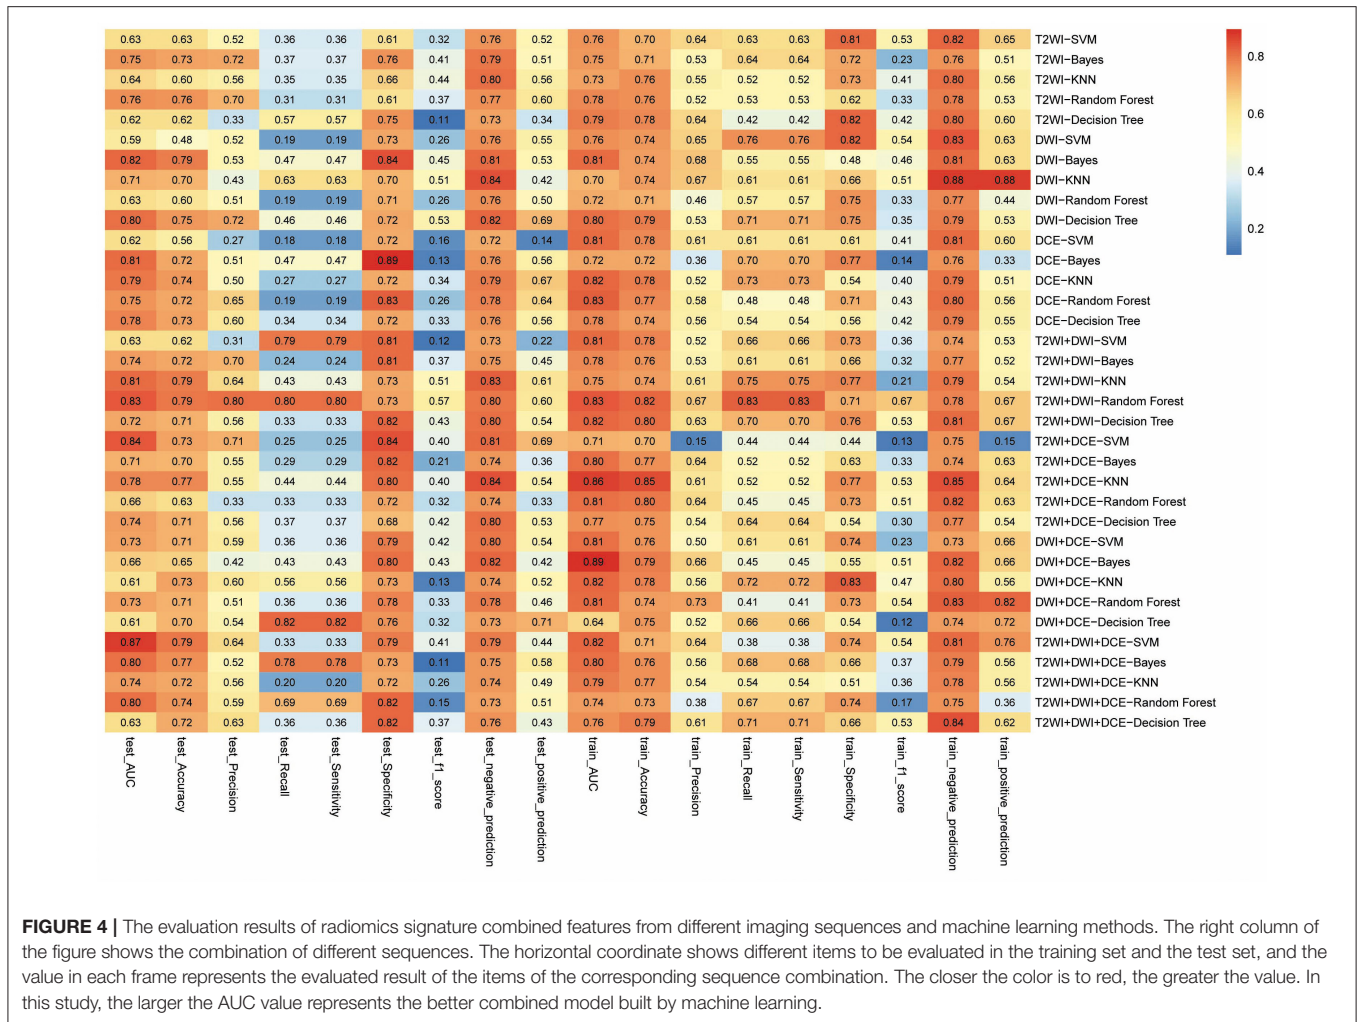 0.63 0.63 0.52 0.36 0.36 0.61 0.32 0.76 0.52 0.76 0.70 0.64 0.63 0.63 0.81 0.53 0.82 0.65 T2WI−SVM
0.75 0.73 0.72 0.37 0.37 0.76 0.41 0.79 0.51 0.75 0.71 0.53 0.64 0.64 0.72 0.23 0.76 0.51 T2WI−Bayes
0.64 0.60 0.56 0.35 0.35 0.66 0.44 0.80 0.56 0.73 0.76 0.55 0.52 0.52 0.73 0.41 0.80 0.56 T2WI−KNN
0.76 0.76 0.70 0.31 0.31 0.61 0.37 0.77 0.60 0.78 0.76 0.52 0.53 0.53 0.62 0.33 0.78 0.53 T2WI−Random Forest
0.62 0.62 0.33 0.57 0.57 0.75 0.11 0.73 0.34 0.79 0.78 0.64 0.42 0.42 0.82 0.42 0.80 0.60 T2WI−Decision Tree
0.59 0.48 0.52 0.19 0.19 0.73 0.26 0.76 0.55 0.76 0.74 0.65 0.76 0.76 0.82 0.54 0.83 0.63 DWI−SVM
0.82 0.79 0.53 0.47 0.47 0.84 0.45 0.81 0.53 0.81 0.74 0.68 0.55 0.55 0.48 0.46 0.81 0.63 DWI−Bayes
0.71 0.70 0.43 0.63 0.63 0.70 0.51 0.84 0.42 0.70 0.74 0.67 0.61 0.61 0.66 0.51 0.88 0.88 DWI−KNN
0.63 0.60 0.51 0.19 0.19 0.71 0.26 0.76 0.50 0.72 0.71 0.46 0.57 0.57 0.75 0.33 0.77 0.44 DWI−Random Forest
0.80 0.75 0.72 0.46 0.46 0.72 0.53 0.82 0.69 0.80 0.79 0.53 0.71 0.71 0.75 0.35 0.79 0.53 DWI−Decision Tree
0.62 0.56 0.27 0.18 0.18 0.72 0.16 0.72 0.14 0.81 0.78 0.61 0.61 0.61 0.61 0.41 0.81 0.60 DCE−SVM
0.81 0.72 0.51 0.47 0.47 0.89 0.13 0.76 0.56 0.72 0.72 0.36 0.70 0.70 0.77 0.14 0.76 0.33 DCE−Bayes
0.79 0.74 0.50 0.27 0.27 0.72 0.34 0.79 0.67 0.82 0.78 0.52 0.73 0.73 0.54 0.40 0.79 0.51 DCE−KNN
0.75 0.72 0.65 0.19 0.19 0.83 0.26 0.78 0.64 0.83 0.77 0.58 0.48 0.48 0.71 0.43 0.80 0.56 DCE−Random Forest
0.78 0.73 0.60 0.34 0.34 0.72 0.33 0.76 0.56 0.78 0.74 0.56 0.54 0.54 0.56 0.42 0.79 0.55 DCE−Decision Tree
0.63 0.62 0.31 0.79 0.79 0.81 0.12 0.73 0.22 0.81 0.78 0.52 0.66 0.66 0.73 0.36 0.74 0.53 T2WI+DWI−SVM
0.74 0.72 0.70 0.24 0.24 0.81 0.37 0.75 0.45 0.78 0.76 0.53 0.61 0.61 0.66 0.32 0.77 0.52 T2WI+DWI−Bayes
0.81 0.79 0.64 0.43 0.43 0.73 0.51 0.83 0.61 0.75 0.74 0.61 0.75 0.75 0.77 0.21 0.79 0.54 T2WI+DWI−KNN
0.83 0.79 0.80 0.80 0.80 0.73 0.57 0.80 0.60 0.83 0.82 0.67 0.83 0.83 0.71 0.67 0.78 0.67 T2WI+DWI−Random Forest
0.72 0.71 0.56 0.33 0.33 0.82 0.43 0.80 0.54 0.82 0.80 0.63 0.70 0.70 0.76 0.53 0.81 0.67 T2WI+DWI−Decision Tree
0.84 0.73 0.71 0.25 0.25 0.84 0.40 0.81 0.69 0.71 0.70 0.15 0.44 0.44 0.44 0.13 0.75 0.15 T2WI+DCE−SVM
0.71 0.70 0.55 0.29 0.29 0.82 0.21 0.74 0.36 0.80 0.77 0.64 0.52 0.52 0.63 0.33 0.74 0.63 T2WI+DCE−Bayes
0.78 0.77 0.55 0.44 0.44 0.80 0.40 0.84 0.54 0.86 0.85 0.61 0.52 0.52 0.77 0.53 0.85 0.64 T2WI+DCE−KNN
0.66 0.63 0.33 0.33 0.33 0.72 0.32 0.74 0.33 0.81 0.80 0.64 0.45 0.45 0.73 0.51 0.82 0.63 T2WI+DCE−Random Forest
0.74 0.71 0.56 0.37 0.37 0.68 0.42 0.80 0.53 0.77 0.75 0.54 0.64 0.64 0.54 0.30 0.77 0.54 T2WI+DCE−Decision Tree
0.73 0.71 0.59 0.36 0.36 0.79 0.42 0.80 0.54 0.81 0.76 0.50 0.61 0.61 0.74 0.23 0.73 0.66 DWI+DCE−SVM
0.66 0.65 0.42 0.43 0.43 0.80 0.43 0.82 0.42 0.89 0.79 0.66 0.45 0.45 0.55 0.51 0.82 0.66 DWI+DCE−Bayes
0.61 0.73 0.60 0.56 0.56 0.73 0.13 0.74 0.52 0.82 0.78 0.56 0.72 0.72 0.83 0.47 0.80 0.56 DWI+DCE−KNN
0.73 0.71 0.51 0.36 0.36 0.78 0.33 0.78 0.46 0.81 0.74 0.73 0.41 0.41 0.73 0.54 0.83 0.82 DWI+DCE−Random Forest
0.61 0.70 0.54 0.82 0.82 0.76 0.32 0.73 0.71 0.64 0.75 0.52 0.66 0.66 0.54 0.12 0.74 0.72 DWI+DCE−Decision Tree
0.87 0.72 0.64 0.33 0.33 0.79 0.41 0.79 0.44 0.82 0.71 0.64 0.38 0.38 0.74 0.54 0.81 0.76 T2WI+DWI+DCE−SVM
0.80 0.77 0.52 0.78 0.78 0.73 0.11 0.75 0.58 0.80 0.76 0.56 0.68 0.68 0.66 0.37 0.79 0.56 T2WI+DWI+DCE−Bayes
0.74 0.72 0.56 0.20 0.20 0.72 0.26 0.74 0.49 0.79 0.77 0.54 0.54 0.54 0.51 0.36 0.78 0.56 T2WI+DWI+DCE−KNN
0.80 0.74 0.59 0.69 0.69 0.82 0.15 0.73 0.51 0.74 0.73 0.38 0.67 0.67 0.74 0.17 0.75 0.36 T2WI+DWI+DCE−Random Forest
0.63 0.72 0.63 0.36 0.36 0.82 0.37 0.76 0.43 0.76 0.79 0.61 0.71 0.71 0.66 0.53 0.84 0.62 T2WI+DWI+DCE−Decision Tree
test_AUC
test_Accuracy
test_Precision
test_Recall
test_Sensitivity
test_Specificity
test_f1_score
test_negative_prediction
test_positive_prediction
train_AUC
train_Accuracy
train_Precision
train_Recall
train_Sensitivity
train_Specificity
train_f1_score
train_negative_prediction
train_positive_prediction
0.8
0.6
0.4
0.2
FIGURE 4 | The evaluation results of radiomics signature combined features from different imaging sequences and machine learning methods. The right column of
the figure shows the combination of different sequences. The horizontal coordinate shows different items to be evaluated in the training set and the test set, and the
value in each frame represents the evaluated result of the items of the corresponding sequence combination. The closer the color is to red, the greater the value. In
this study, the larger the AUC value represents the better combined model built by machine learning.